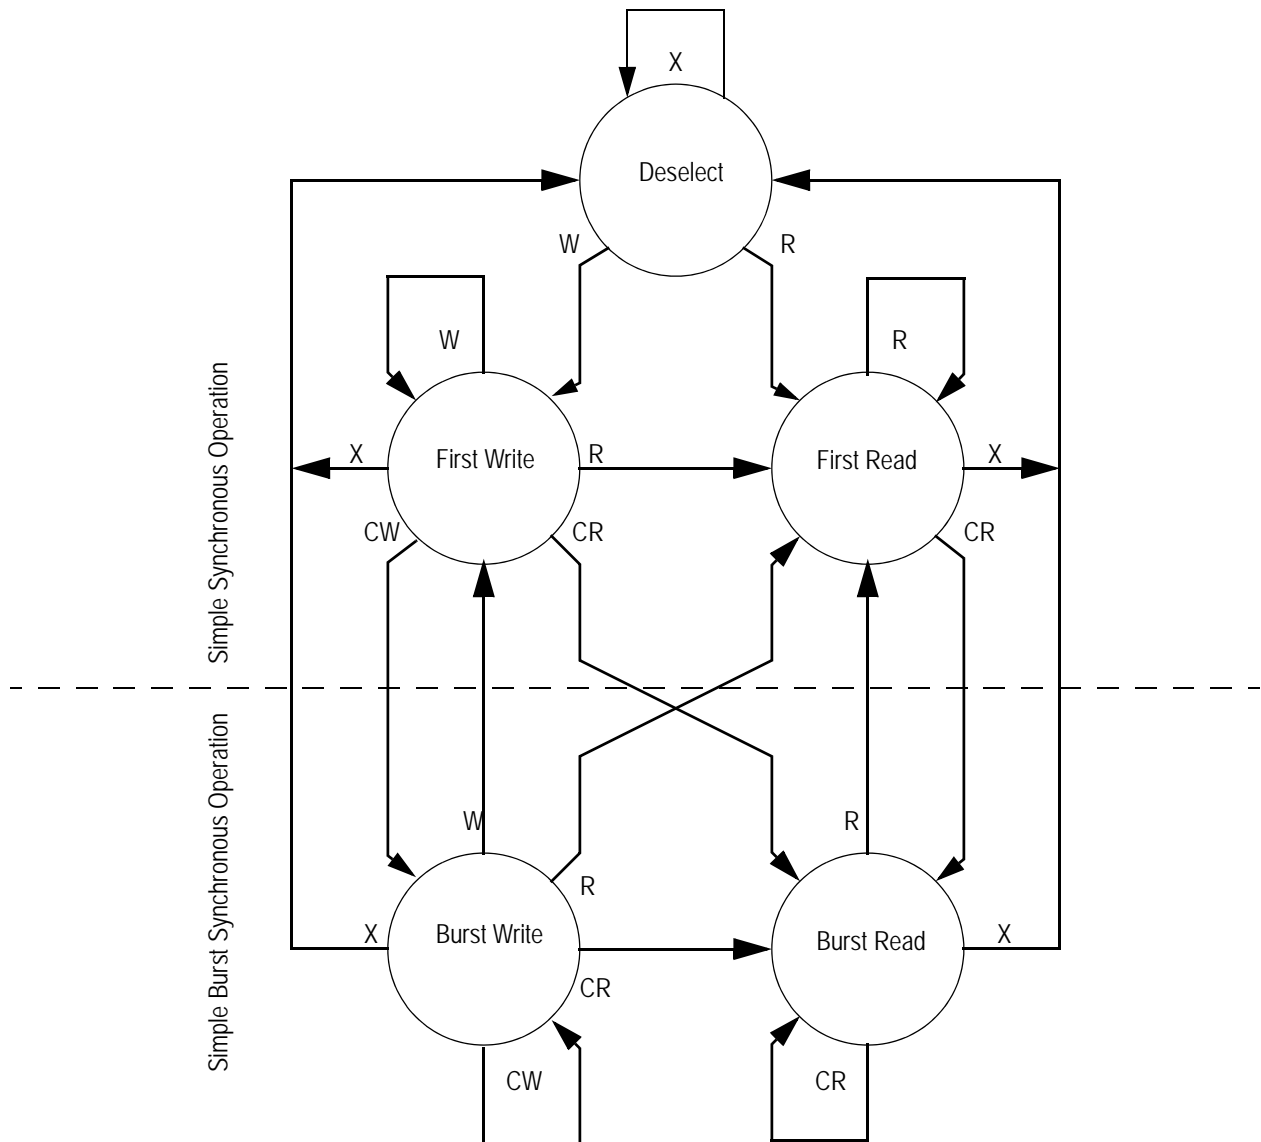 X
Deselect
W
R
W
R
Simple Synchronous Operation
X
First Write
R
First Read
X
CW
CR
CR
Simple Burst Synchronous Operation
W
R
R
X
Burst Write
Burst Read
X
CR
CW
CR